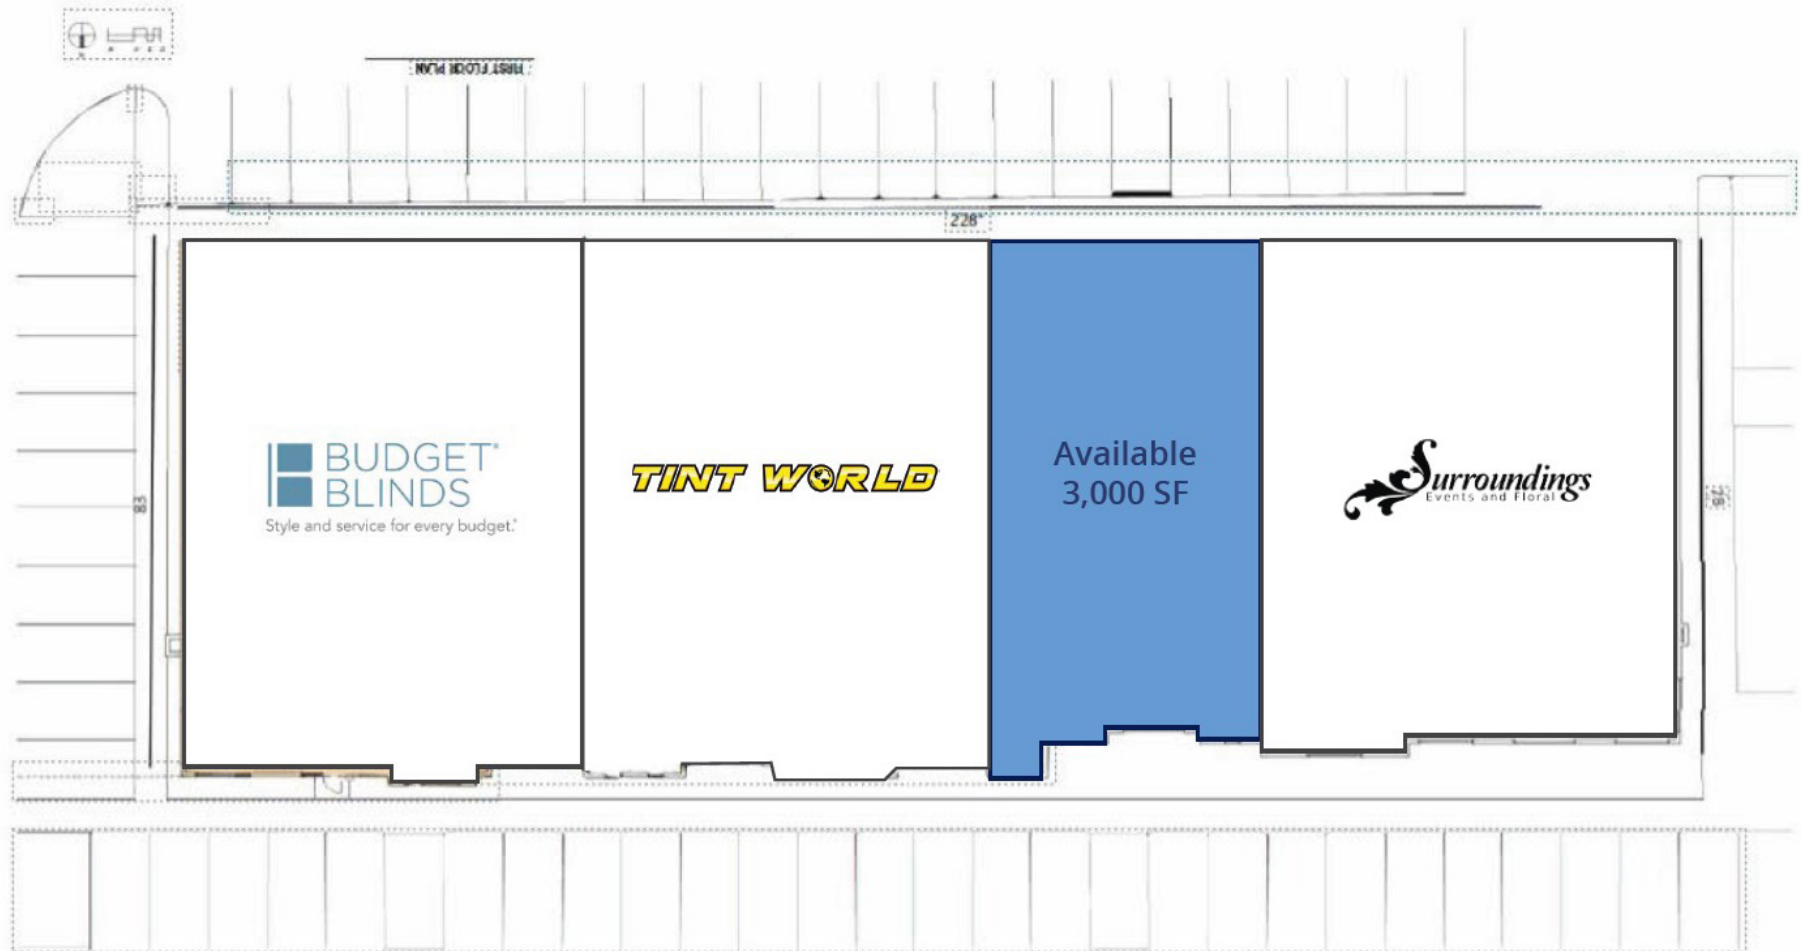 FIRST FLOOR PLAN
228'
BUDGET®
BLINDS
Style and service for every budget.®
TINT WORLD
Available
3,000 SF
Surroundings
Events and Floral
83